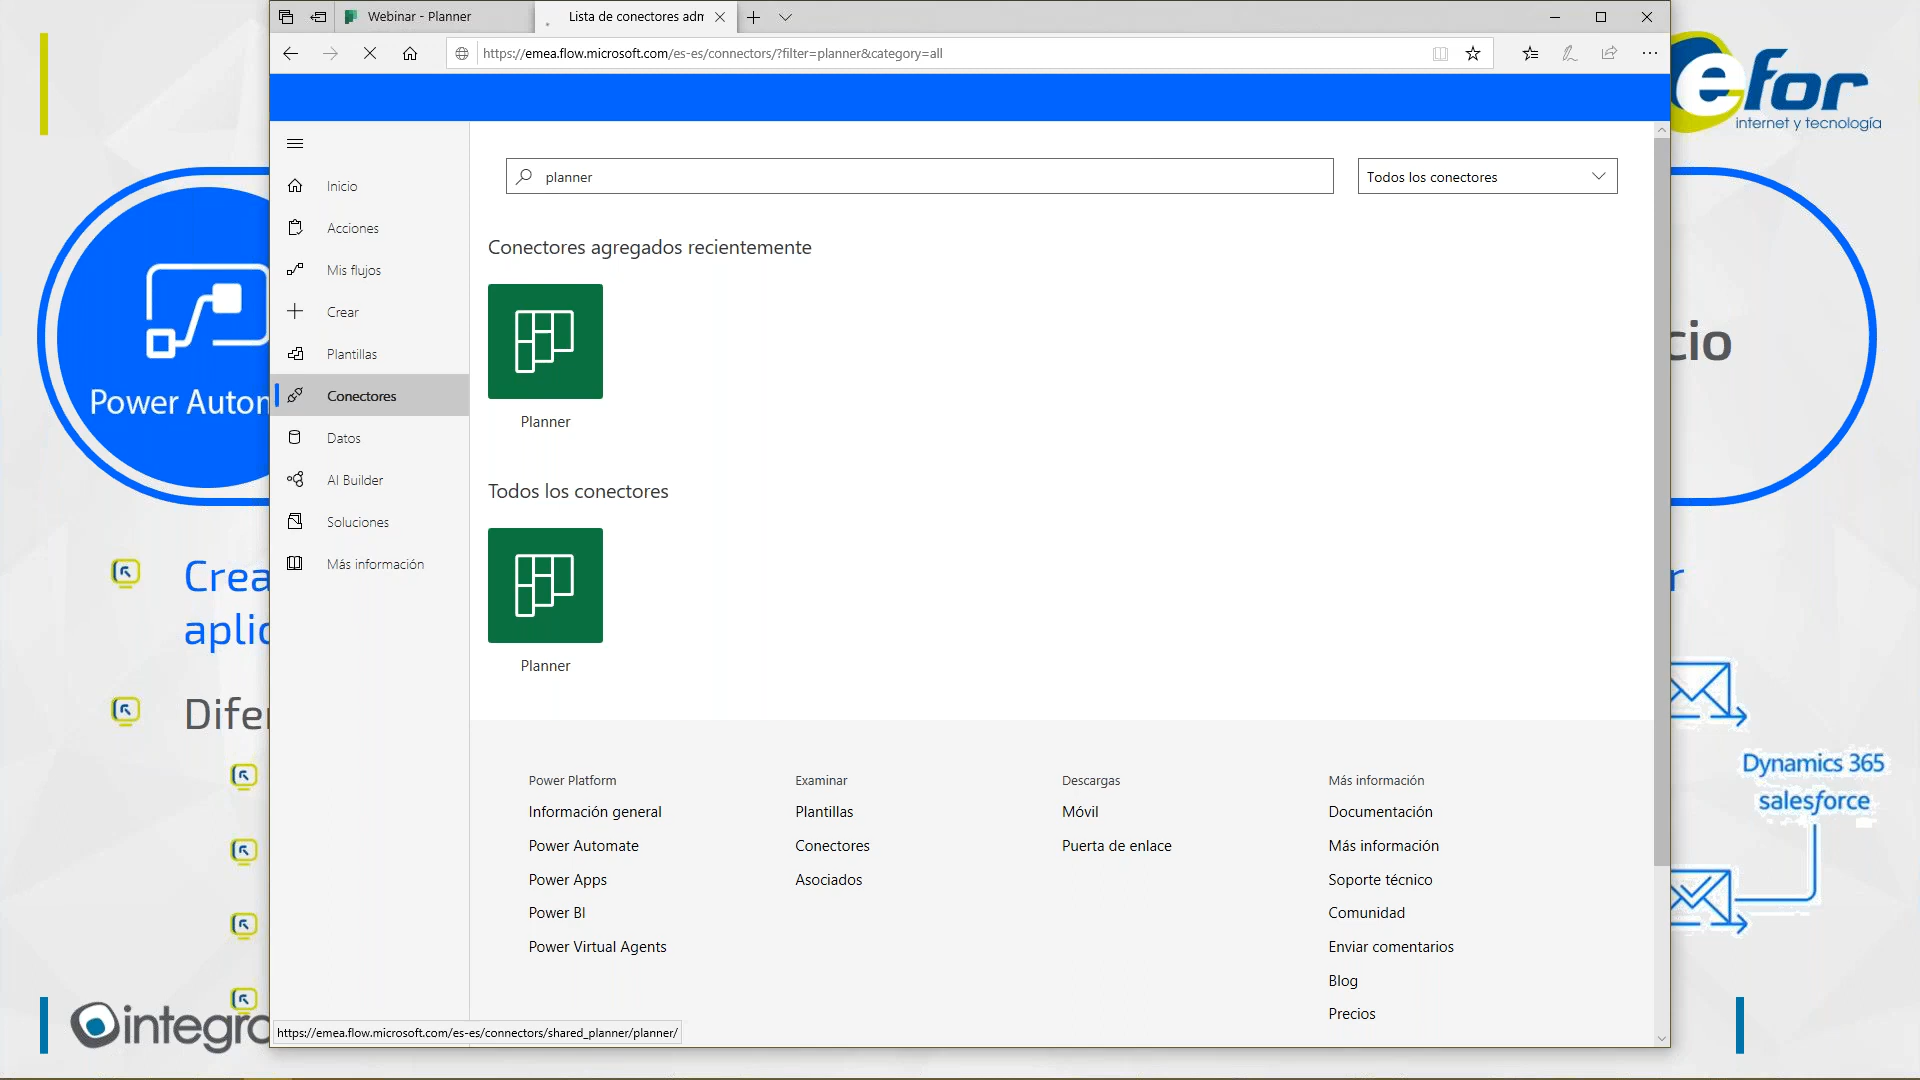 Webinar - Planner
Lista de conectores adm
https://emea.flow.microsoft.com/es-es/connectors/?filter=planner&category=all
efor
internet y tecnología
planner
Todos los conectores
Inicio
Acciones
Mis flujos
Crear
Plantillas
Conectores
Datos
AI Builder
Soluciones
Más información
Conectores agregados recientemente
Planner
Todos los conectores
Planner
Power Autom
cio
Crea
aplic
Difer
r
Dynamics 365
salesforce
Power Platform
Información general
Power Automate
Power Apps
Power BI
Power Virtual Agents
Examinar
Plantillas
Conectores
Asociados
Descargas
Móvil
Puerta de enlace
Más información
Documentación
Más información
Soporte técnico
Comunidad
Enviar comentarios
Blog
Precios
integra
https://emea.flow.microsoft.com/es-es/connectors/shared_planner/planner/